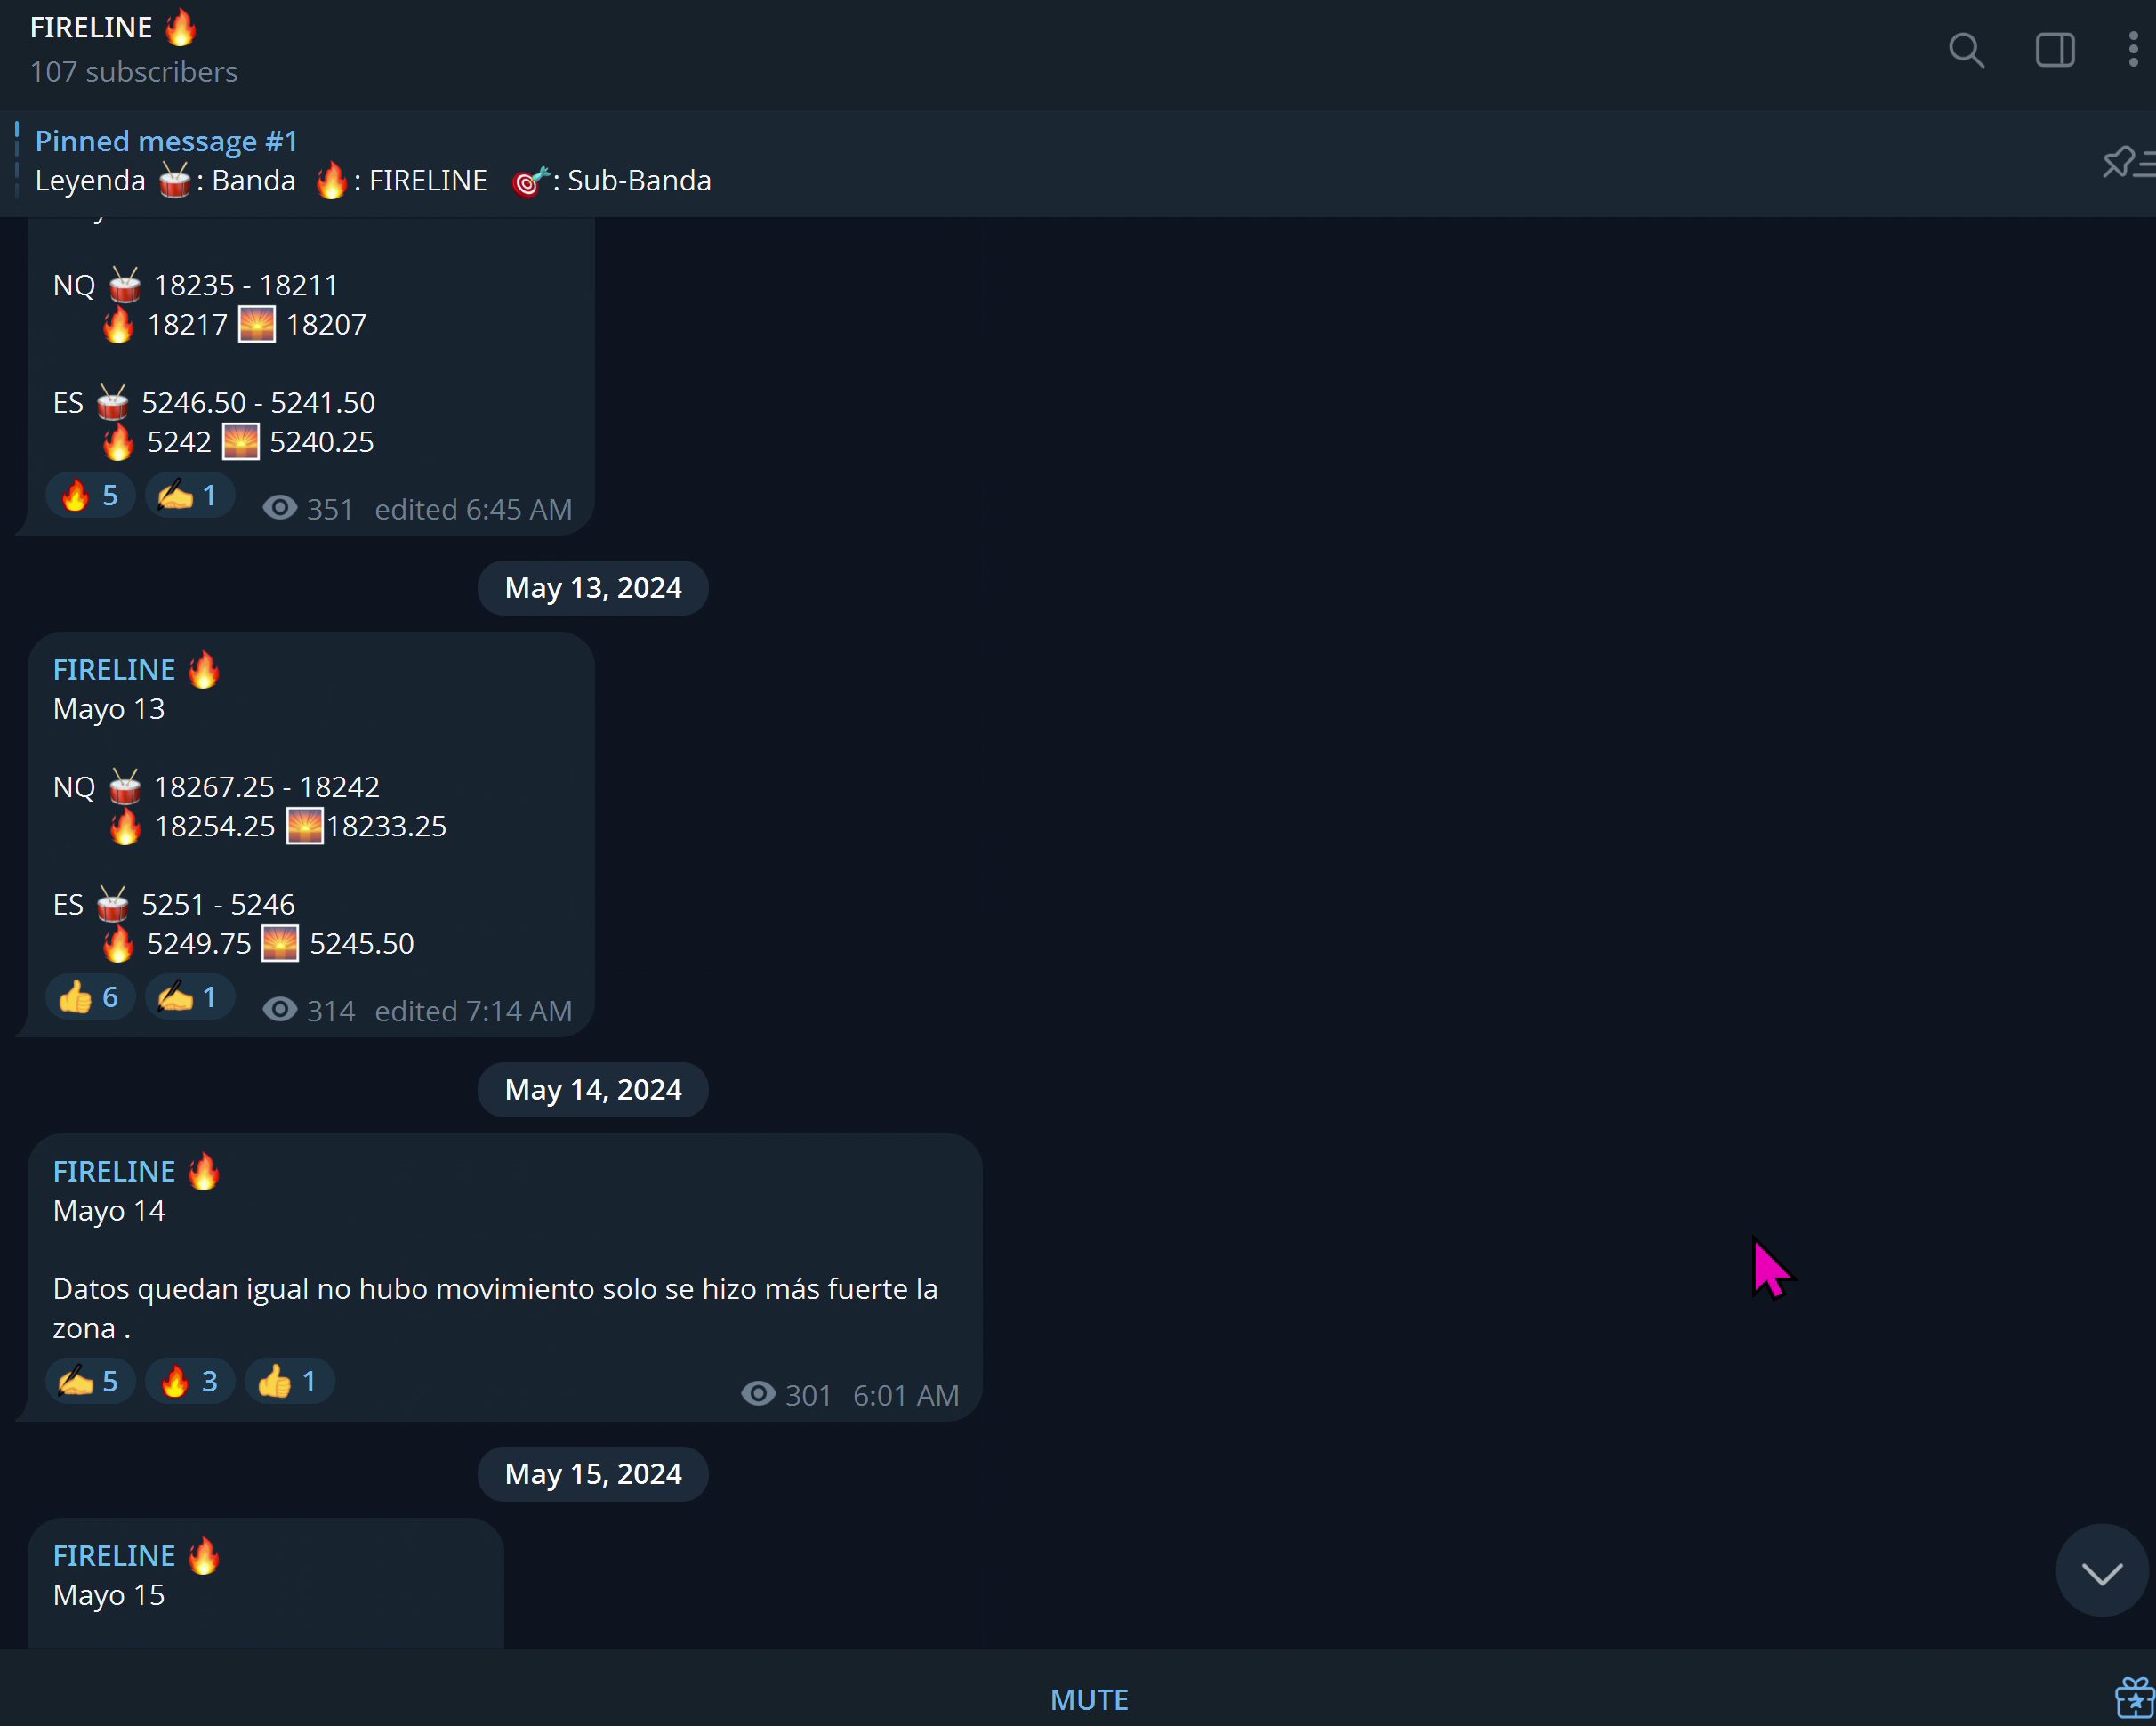 FIRELINE 🔥
107 subscribers
Pinned message #1
Leyenda 🥁: Banda 🔥: FIRELINE 🎯: Sub-Banda
NQ 🥁 18235 - 18211
🔥 18217 🌅 18207
ES 🥁 5246.50 - 5241.50
🔥 5242 🌅 5240.25
🔥 5 ✍ 1 351 edited 6:45 AM
May 13, 2024
FIRELINE 🔥
Mayo 13
NQ 🥁 18267.25 - 18242
🔥 18254.25 🌅18233.25
ES 🥁 5251 - 5246
🔥 5249.75 🌅 5245.50
👍 6 ✍ 1 314 edited 7:14 AM
May 14, 2024
FIRELINE 🔥
Mayo 14
Datos quedan igual no hubo movimiento solo se hizo más fuerte la
zona .
✍ 5 🔥 3 👍 1 301 6:01 AM
May 15, 2024
FIRELINE 🔥
Mayo 15
MUTE